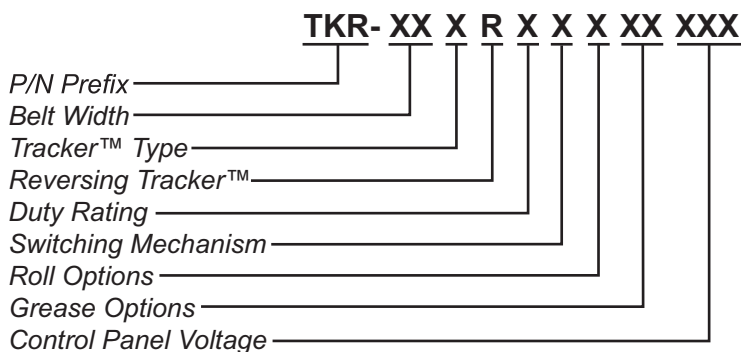 TKR- XX X R X X X XX XXX
P/N Prefix
Belt Width
Tracker™ Type
Reversing Tracker™
Duty Rating
Switching Mechanism
Roll Options
Grease Options
Control Panel Voltage